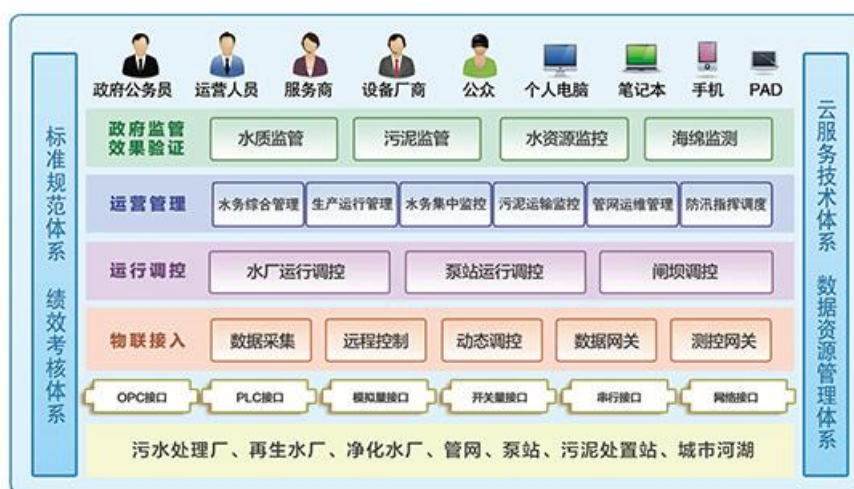 政府公务员
运营人员
服务商
设备厂商
公众
个人电脑
笔记本
手机
PAD
标准规范体系 绩效考核体系
政府监管
效果验证
水质监管
污泥监管
水资源监控
海绵监测
运营管理
水务综合管理
生产运行管理
水务集中监控
污泥运输监控
管网运维管理
防汛指挥调度
运行调控
水厂运行调控
泵站运行调控
闸坝调控
物联接入
数据采集
远程控制
动态调控
数据网关
测控网关
OPC接口
PLC接口
模拟量接口
开关量接口
串行接口
网络接口
污水处理厂、再生水厂、净化水厂、管网、泵站、污泥处置站、城市河湖
云服务技术体系 数据资源管理体系